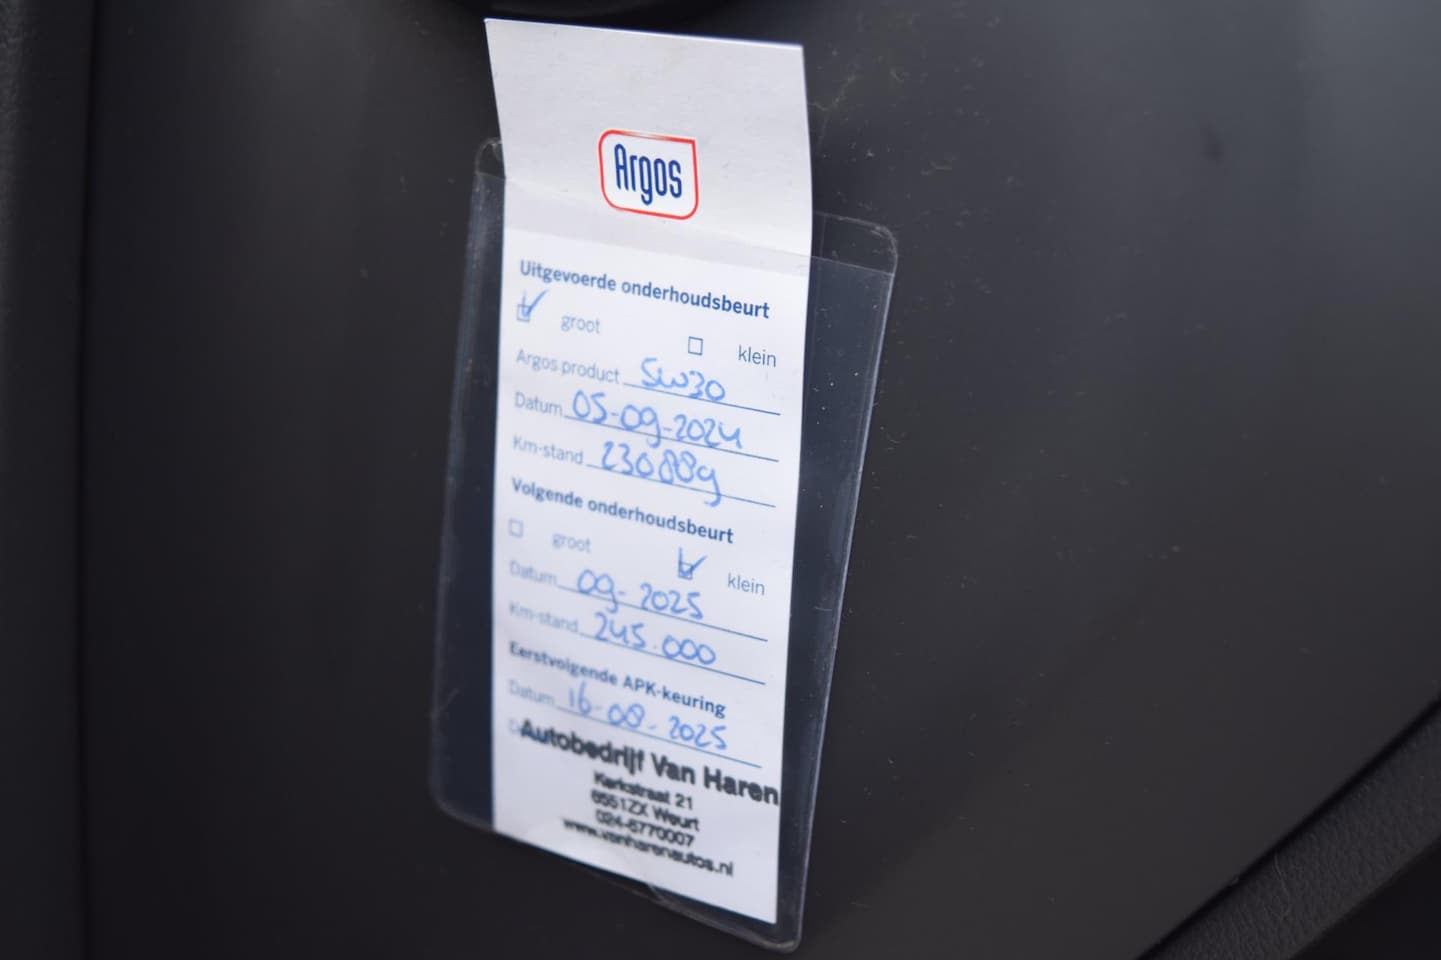 Argos
Uitgevoerde onderhoudsbeurt
groot klein
Argos product 5W30
Datum 05-09-2024
Km-stand 230889
Volgende onderhoudsbeurt
groot klein
Datum 09-2025
Km-stand 245.000
Eerstvolgende APK-keuring
Datum 16-08-2025
Autobedrijf Van Haren
Kerkstraat 21
6551ZX Weurt
024-6770007
www.vanharenautos.nl